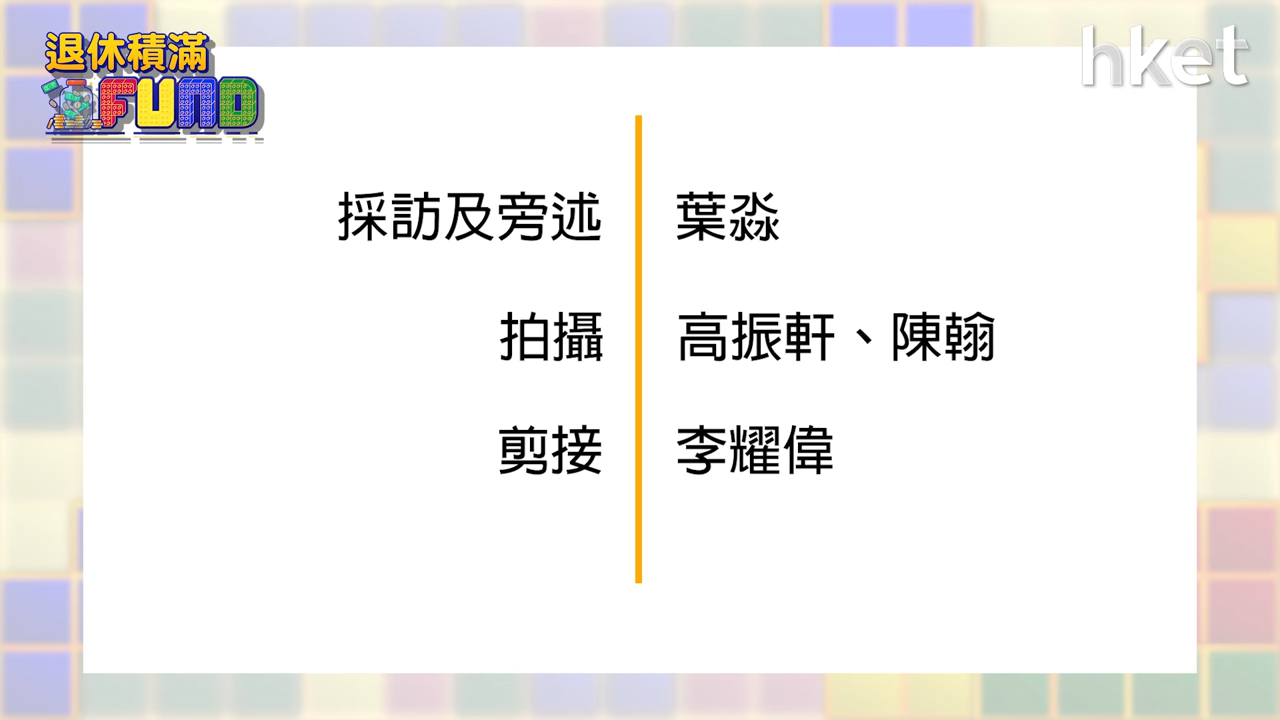 退休積滿
FUND
hket
採訪及旁述 葉淼
拍攝 高振軒、陳翰
剪接 李耀偉